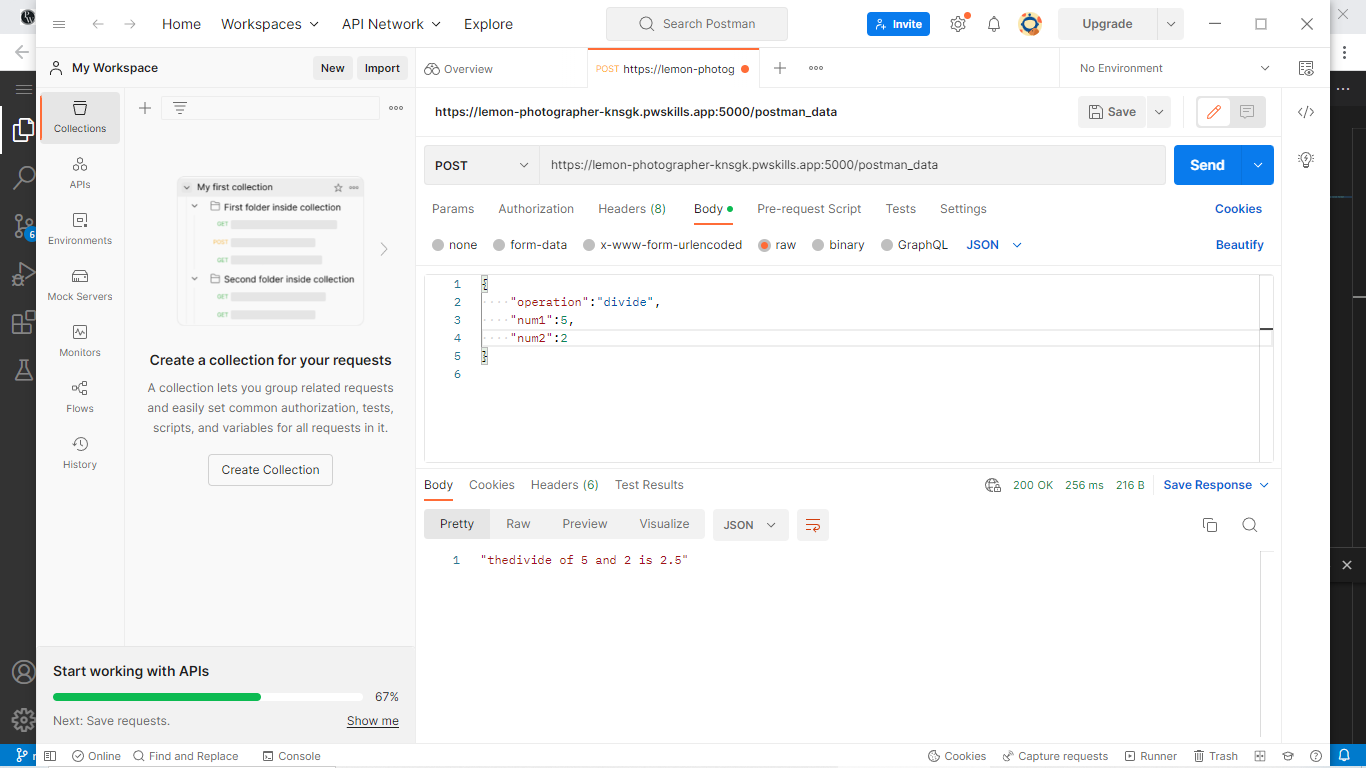 Home Workspaces API Network Explore Search Postman Invite Upgrade
My Workspace New Import Overview POST https://lemon-photog No Environment
Collections
APIs
Environments
Mock Servers
Monitors
Flows
History
My first collection
First folder inside collection
GET
POST
GET
Second folder inside collection
GET
GET
Create a collection for your requests
A collection lets you group related requests
and easily set common authorization, tests,
scripts, and variables for all requests in it.
Create Collection
Start working with APIs
67%
Next: Save requests. Show me
https://lemon-photographer-knsgk.pwskills.app:5000/postman_data Save
POST https://lemon-photographer-knsgk.pwskills.app:5000/postman_data Send
Params Authorization Headers (8) Body Pre-request Script Tests Settings Cookies
none form-data x-www-form-urlencoded raw binary GraphQL JSON Beautify
1 {
2 "operation":"divide",
3 "num1":5,
4 "num2":2
5 }
6
Body Cookies Headers (6) Test Results 200 OK 256 ms 216 B Save Response
Pretty Raw Preview Visualize JSON
1 "thedivide of 5 and 2 is 2.5"
6
Online Find and Replace Console Cookies Capture requests Runner Trash